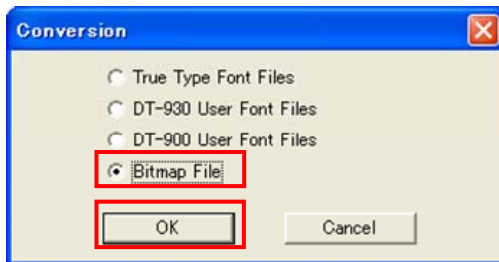 Conversion
True Type Font Files
DT-930 User Font Files
DT-900 User Font Files
Bitmap File
OK Cancel